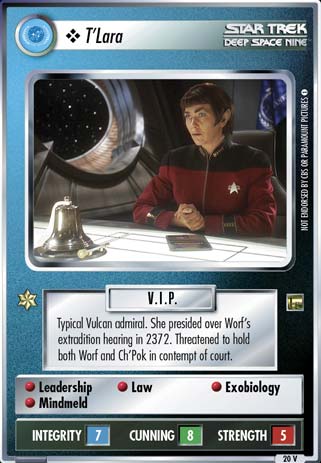 ❖ T'Lara
STAR TREK
DEEP SPACE NINE
NOT ENDORSED BY CBS OR PARAMOUNT PICTURES
V.I.P.
Typical Vulcan admiral. She presided over Worf's
extradition hearing in 2372. Threatened to hold
both Worf and Ch'Pok in contempt of court.
Leadership
Law
Exobiology
Mindmeld
INTEGRITY 7 CUNNING 8 STRENGTH 5
20 V